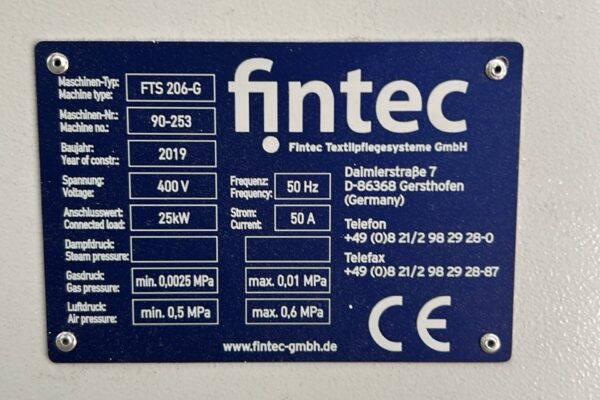 Maschinen-Typ: FTS 206-G
Machine type:
fintec
Maschinen-Nr.: 90-253
Machine no.:
Fintec Textilpflegesysteme GmbH
Baujahr: 2019
Year of constr.:
Daimlerstraße 7
D-86368 Gersthofen
(Germany)
Spannung: 400 V Frequenz: 50 Hz
Voltage: Frequency:
Anschlusswert: 25kW Strom: 50 A
Connected load: Current:
Telefon
+49 (0)8 21/2 98 29 28-0
Dampfdruck:
Steam pressure:
Telefax
+49 (0)8 21/2 98 29 28-87
Gasdruck: min. 0,0025 MPa max. 0,01 MPa
Gas pressure:
Luftdruck: min. 0,5 MPa max. 0,6 MPa
Air pressure:
CE
www.fintec-gmbh.de